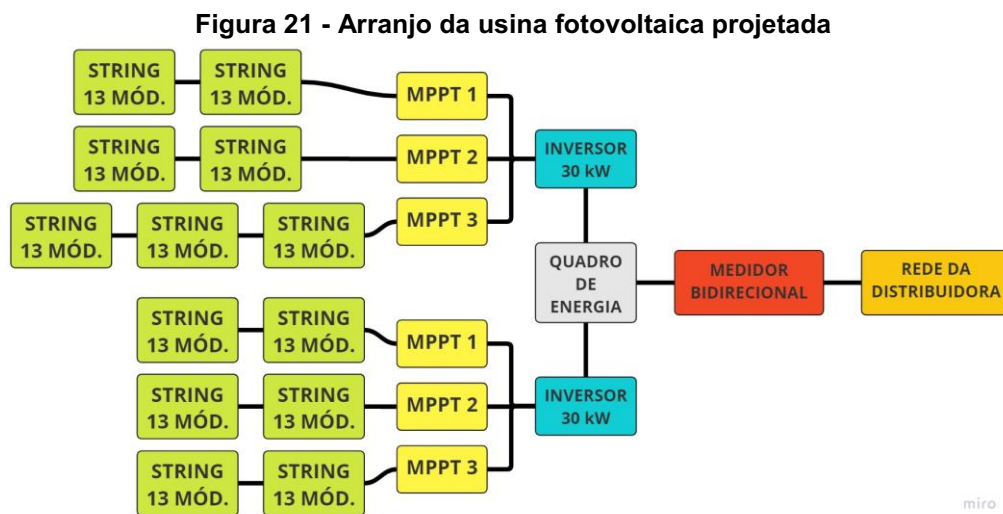 Figura 21 - Arranjo da usina fotovoltaica projetada
STRING
13 MÓD.
STRING
13 MÓD.
MPPT 1
STRING
13 MÓD.
STRING
13 MÓD.
MPPT 2
INVERSOR
30 kW
STRING
13 MÓD.
STRING
13 MÓD.
STRING
13 MÓD.
MPPT 3
QUADRO
DE
ENERGIA
MEDIDOR
BIDIRECIONAL
REDE DA
DISTRIBUIDORA
STRING
13 MÓD.
STRING
13 MÓD.
MPPT 1
STRING
13 MÓD.
STRING
13 MÓD.
MPPT 2
INVERSOR
30 kW
STRING
13 MÓD.
STRING
13 MÓD.
MPPT 3
miro